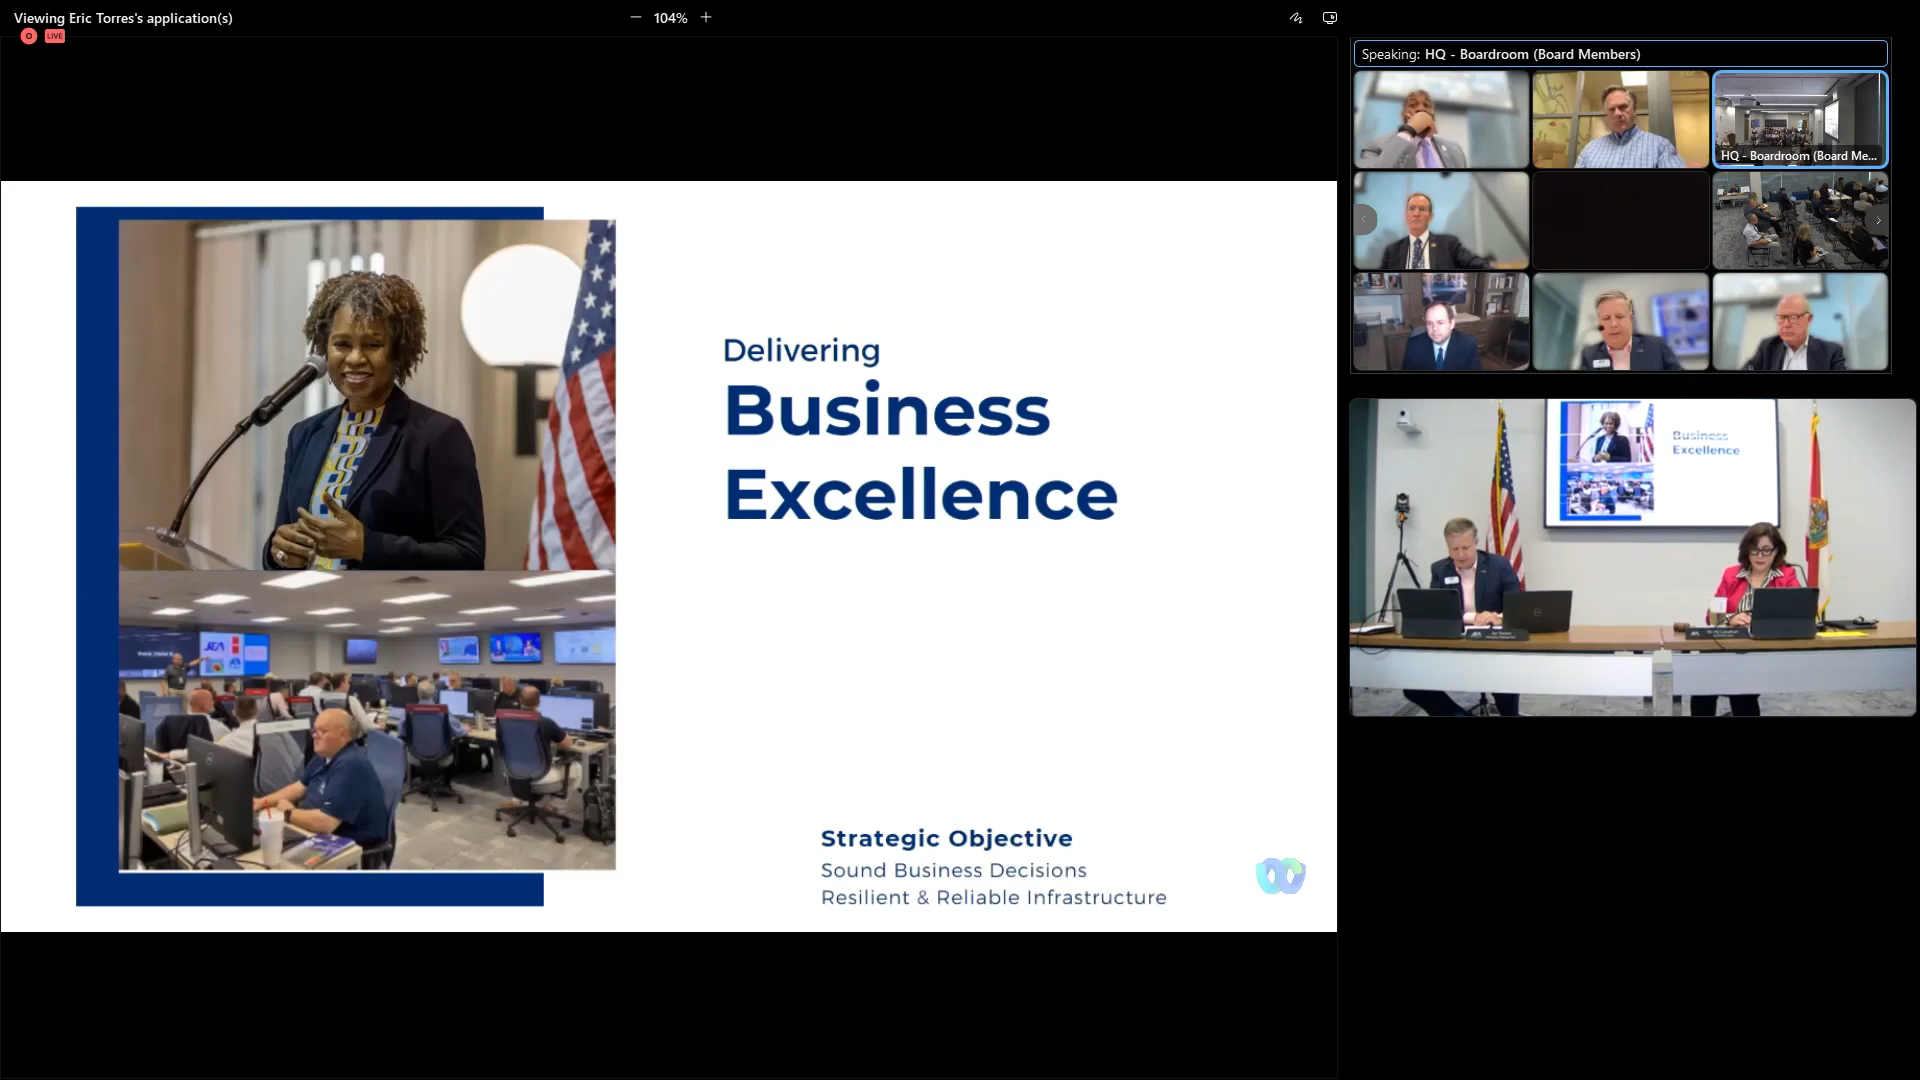 Viewing Eric Torres's application(s)
104%
LIVE
Speaking: HQ - Boardroom (Board Members)
HQ - Boardroom (Board Me...
Delivering
Business
Excellence
Strategic Objective
Sound Business Decisions
Resilient & Reliable Infrastructure
JEA
Business
Excellence